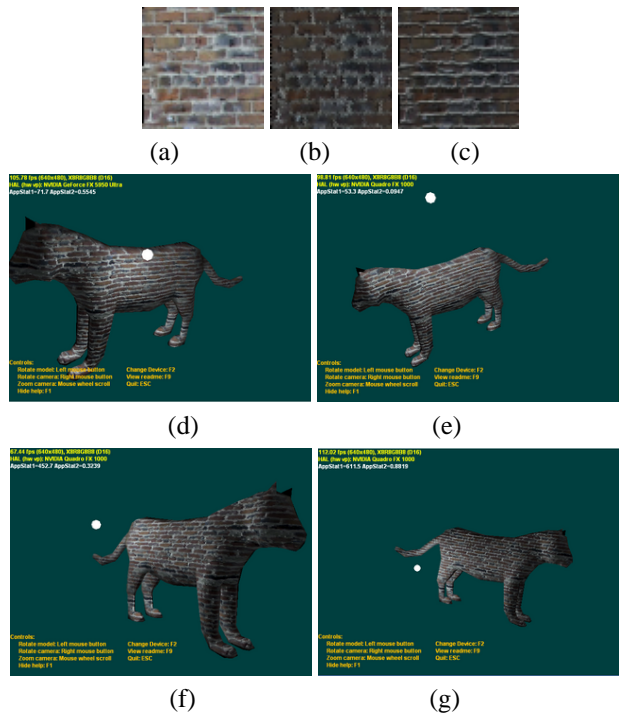 (a) (b) (c)
105.78 fps (640x480), X8R8G8B8 (D16)
HAL (hw vp): NVIDIA GeForce FX 5950 Ultra
AppStat1=71.7 AppStat2=0.5545
Controls:
Rotate model: Left mouse button Change Device: F2
Rotate camera: Right mouse button View readme: F9
Zoom camera: Mouse wheel scroll Quit: ESC
Hide help: F1
98.81 fps (640x480), X8R8G8B8 (D16)
HAL (hw vp): NVIDIA Quadro FX 1000
AppStat1=53.3 AppStat2=0.0947
Controls:
Rotate model: Left mouse button Change Device: F2
Rotate camera: Right mouse button View readme: F9
Zoom camera: Mouse wheel scroll Quit: ESC
Hide help: F1
(d) (e)
67.44 fps (640x480), X8R8G8B8 (D16)
HAL (hw vp): NVIDIA Quadro FX 1000
AppStat1=452.7 AppStat2=0.3239
Controls:
Rotate model: Left mouse button Change Device: F2
Rotate camera: Right mouse button View readme: F9
Zoom camera: Mouse wheel scroll Quit: ESC
Hide help: F1
112.02 fps (640x480), X8R8G8B8 (D16)
HAL (hw vp): NVIDIA Quadro FX 1000
AppStat1=611.5 AppStat2=0.8819
Controls:
Rotate model: Left mouse button Change Device: F2
Rotate camera: Right mouse button View readme: F9
Zoom camera: Mouse wheel scroll Quit: ESC
Hide help: F1
(f) (g)